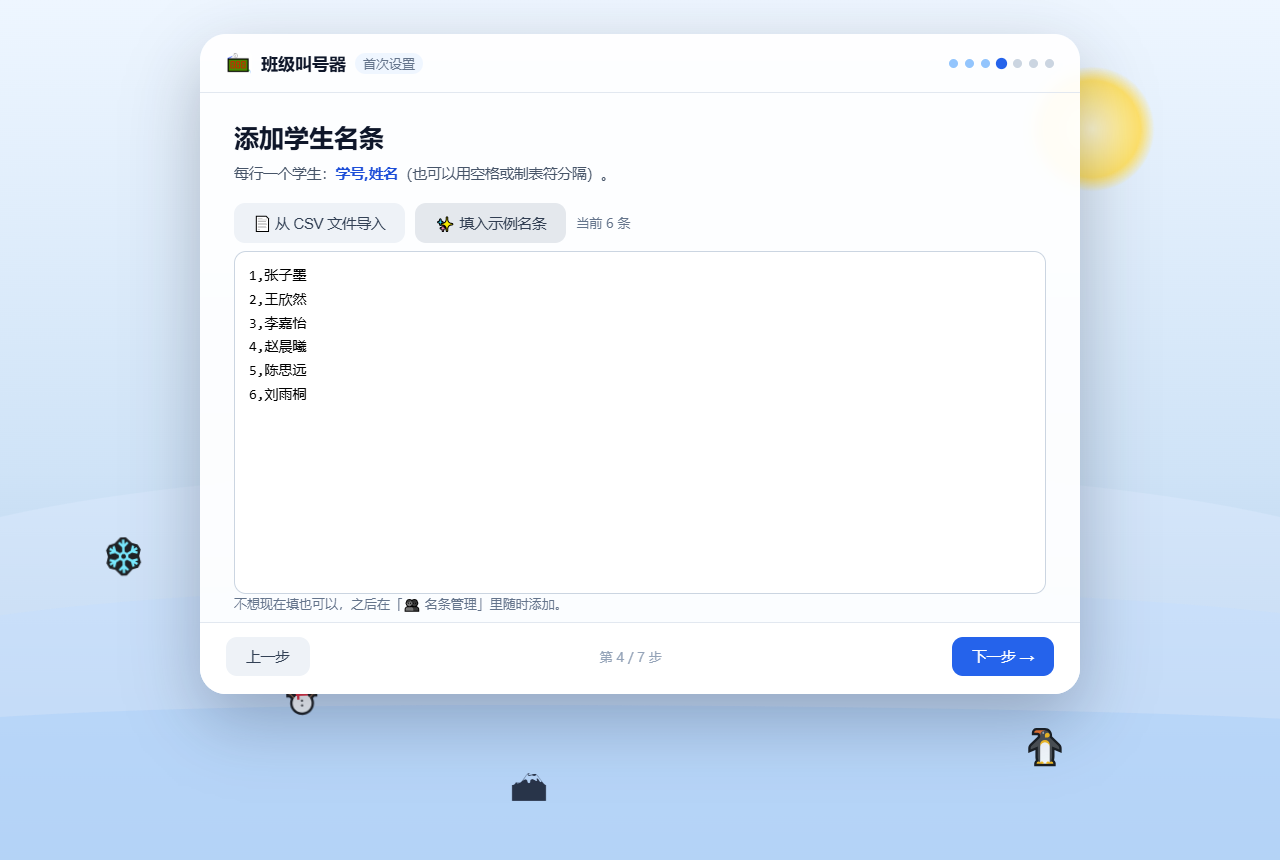 班级叫号器 首次设置
添加学生名条
每行一个学生：学号,姓名（也可以用空格或制表符分隔）。
从 CSV 文件导入 填入示例名条 当前 6 条
1,张子墨
2,王欣然
3,李嘉怡
4,赵晨曦
5,陈思远
6,刘雨桐
不想现在填也可以，之后在「 名条管理」里随时添加。
上一步 第 4 / 7 步 下一步 →